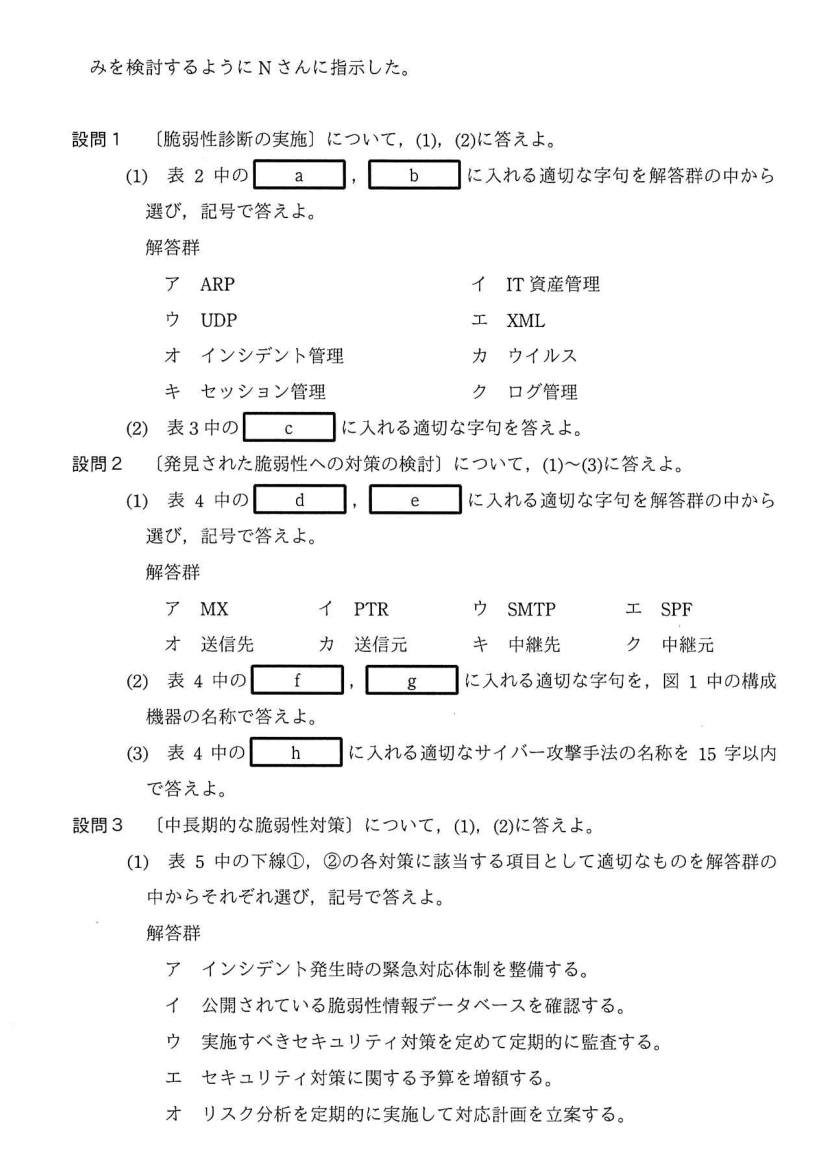 みを検討するように N さんに指示した。
設問1 〔脆弱性診断の実施〕について，(1)，(2)に答えよ。
(1) 表 2 中の a ， b に入れる適切な字句を解答群の中から
選び，記号で答えよ。
解答群
ア ARP イ IT 資産管理
ウ UDP エ XML
オ インシデント管理 カ ウイルス
キ セッション管理 ク ログ管理
(2) 表 3 中の c に入れる適切な字句を答えよ。
設問2 〔発見された脆弱性への対策の検討〕について，(1)～(3)に答えよ。
(1) 表 4 中の d ， e に入れる適切な字句を解答群の中から
選び，記号で答えよ。
解答群
ア MX イ PTR ウ SMTP エ SPF
オ 送信先 カ 送信元 キ 中継先 ク 中継元
(2) 表 4 中の f ， g に入れる適切な字句を，図 1 中の構成
機器の名称で答えよ。
(3) 表 4 中の h に入れる適切なサイバー攻撃手法の名称を 15 字以内
で答えよ。
設問3 〔中長期的な脆弱性対策〕について，(1)，(2)に答えよ。
(1) 表 5 中の下線①，②の各対策に該当する項目として適切なものを解答群の
中からそれぞれ選び，記号で答えよ。
解答群
ア インシデント発生時の緊急対応体制を整備する。
イ 公開されている脆弱性情報データベースを確認する。
ウ 実施すべきセキュリティ対策を定めて定期的に監査する。
エ セキュリティ対策に関する予算を増額する。
オ リスク分析を定期的に実施して対応計画を立案する。